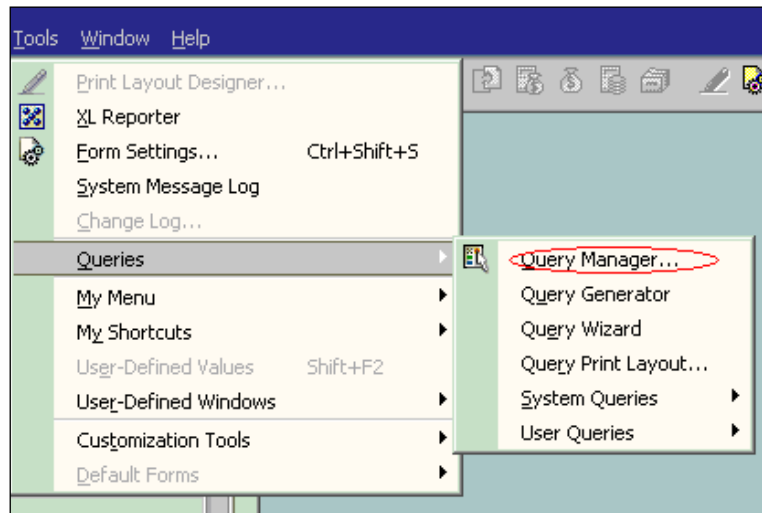 Tools Window Help
Print Layout Designer...
XL Reporter
Form Settings... Ctrl+Shift+S
System Message Log
Change Log...
Queries
My Menu
My Shortcuts
User-Defined Values Shift+F2
User-Defined Windows
Customization Tools
Default Forms
Query Manager...
Query Generator
Query Wizard
Query Print Layout...
System Queries
User Queries